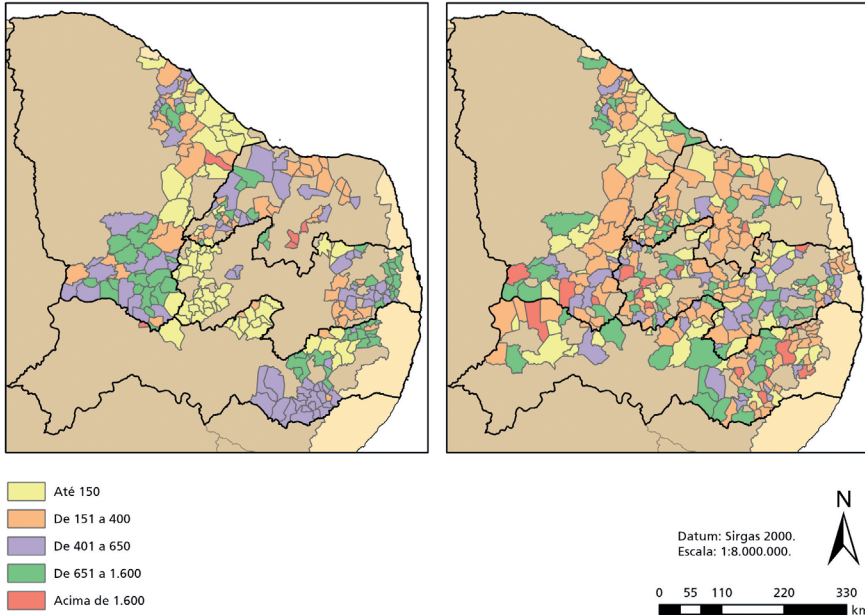 Até 150
De 151 a 400
De 401 a 650
De 651 a 1.600
Acima de 1.600
Datum: Sirgas 2000.
Escala: 1:8.000.000.
N
0 55 110 220 330
km